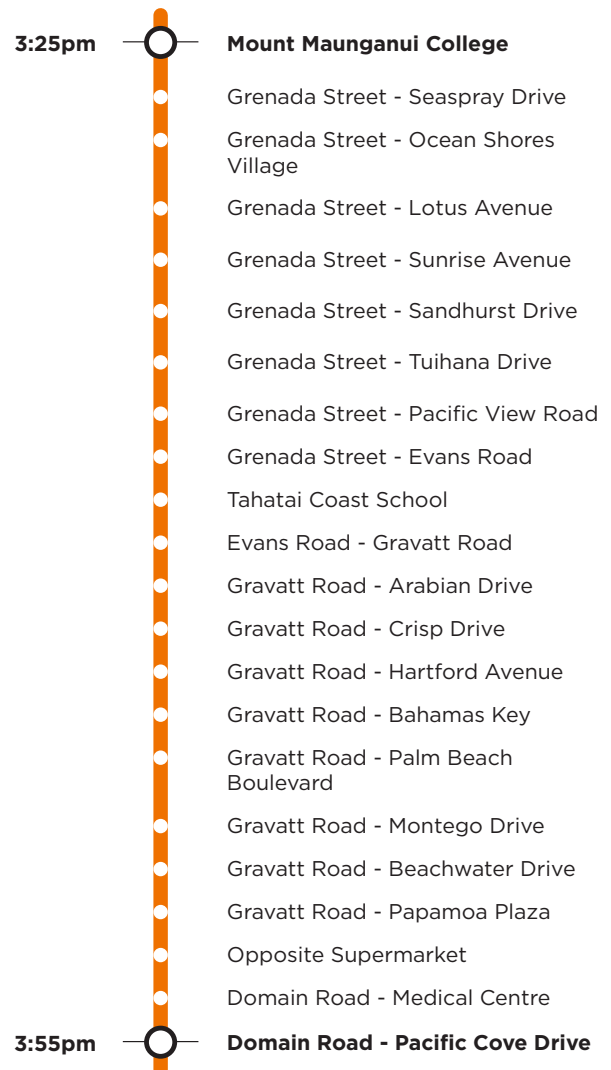 3:25pm Mount Maunganui College
Grenada Street - Seaspray Drive
Grenada Street - Ocean Shores
Village
Grenada Street - Lotus Avenue
Grenada Street - Sunrise Avenue
Grenada Street - Sandhurst Drive
Grenada Street - Tuihana Drive
Grenada Street - Pacific View Road
Grenada Street - Evans Road
Tahatai Coast School
Evans Road - Gravatt Road
Gravatt Road - Arabian Drive
Gravatt Road - Crisp Drive
Gravatt Road - Hartford Avenue
Gravatt Road - Bahamas Key
Gravatt Road - Palm Beach
Boulevard
Gravatt Road - Montego Drive
Gravatt Road - Beachwater Drive
Gravatt Road - Papamoa Plaza
Opposite Supermarket
Domain Road - Medical Centre
3:55pm Domain Road - Pacific Cove Drive